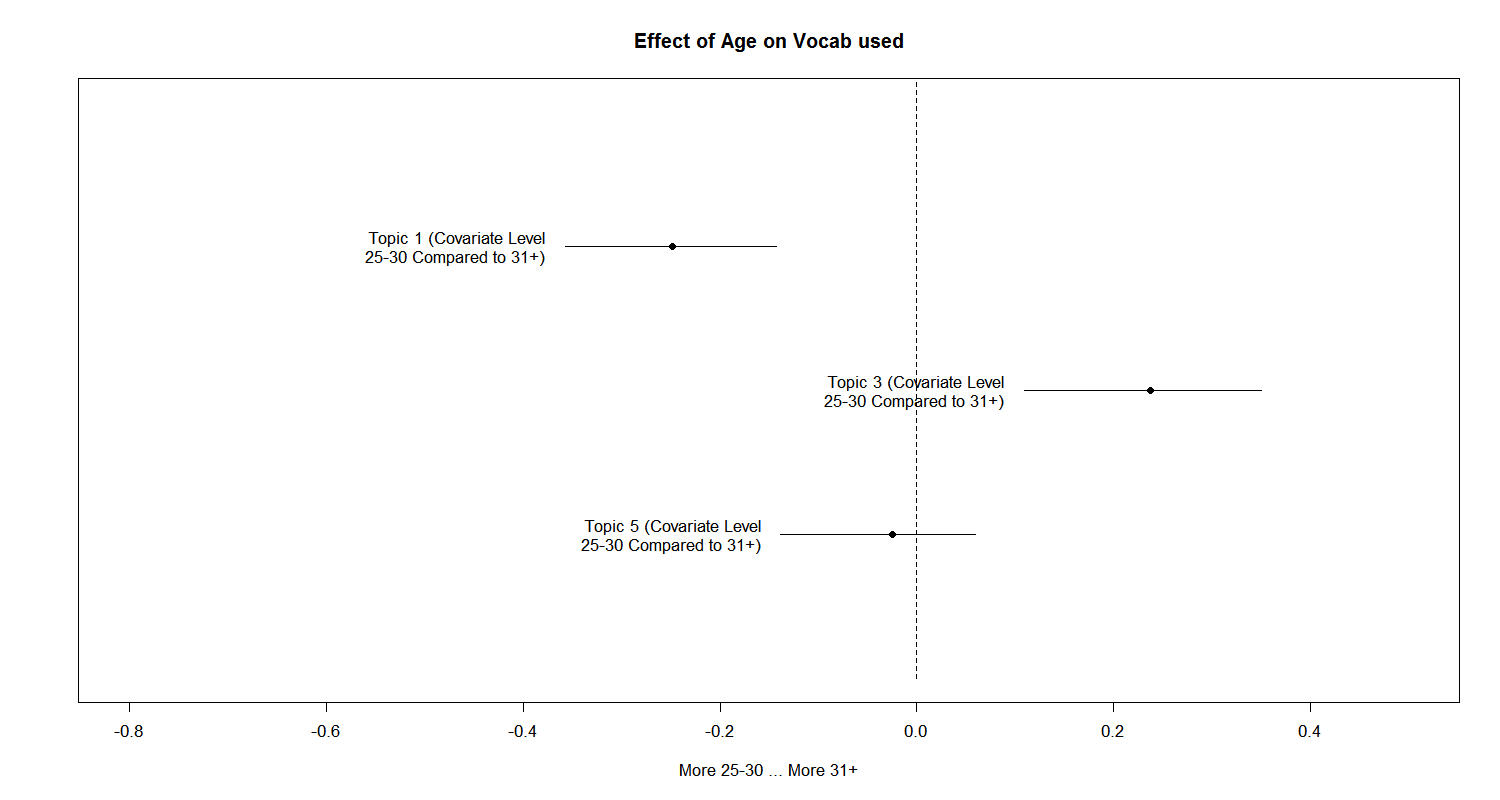 Effect of Age on Vocab used
Topic 1 (Covariate Level
25-30 Compared to 31+)
Topic 3 (Covariate Level
25-30 Compared to 31+)
Topic 5 (Covariate Level
25-30 Compared to 31+)
-0.8 -0.6 -0.4 -0.2 0.0 0.2 0.4
More 25-30 ... More 31+